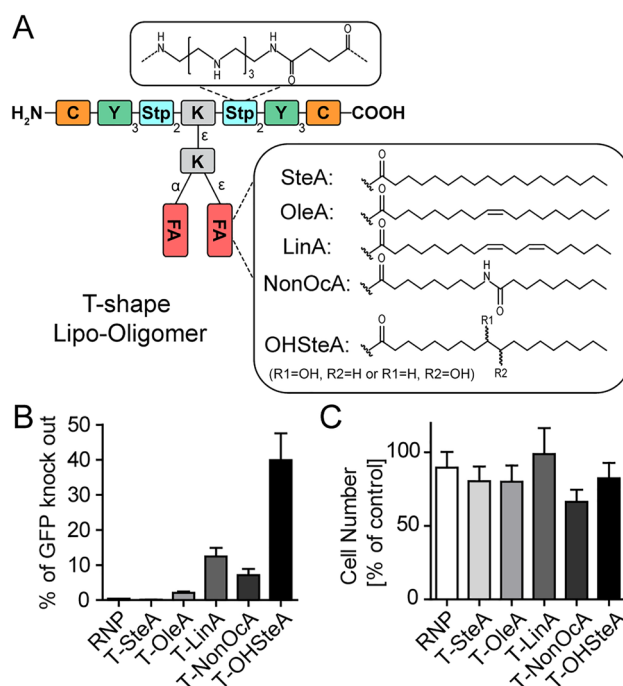 A
H
N
N
H
3
H
N
O
O
H₂N C Y 3 Stp 2 K Stp 2 Y 3 C COOH
ε
K
α ε
FA FA
T-shape
Lipo-Oligomer
O
SteA:
O
OleA:
O
LinA:
O
NonOcA:
H
N
O
O
R1
OHSteA:
R2
(R1=OH, R2=H or R1=H, R2=OH)
B
% of GFP knock out
50
40
30
20
10
0
RNP
T-SteA
T-OleA
T-LinA
T-NonOcA
T-OHSteA
C
Cell Number
[% of control]
100
50
0
RNP
T-SteA
T-OleA
T-LinA
T-NonOcA
T-OHSteA